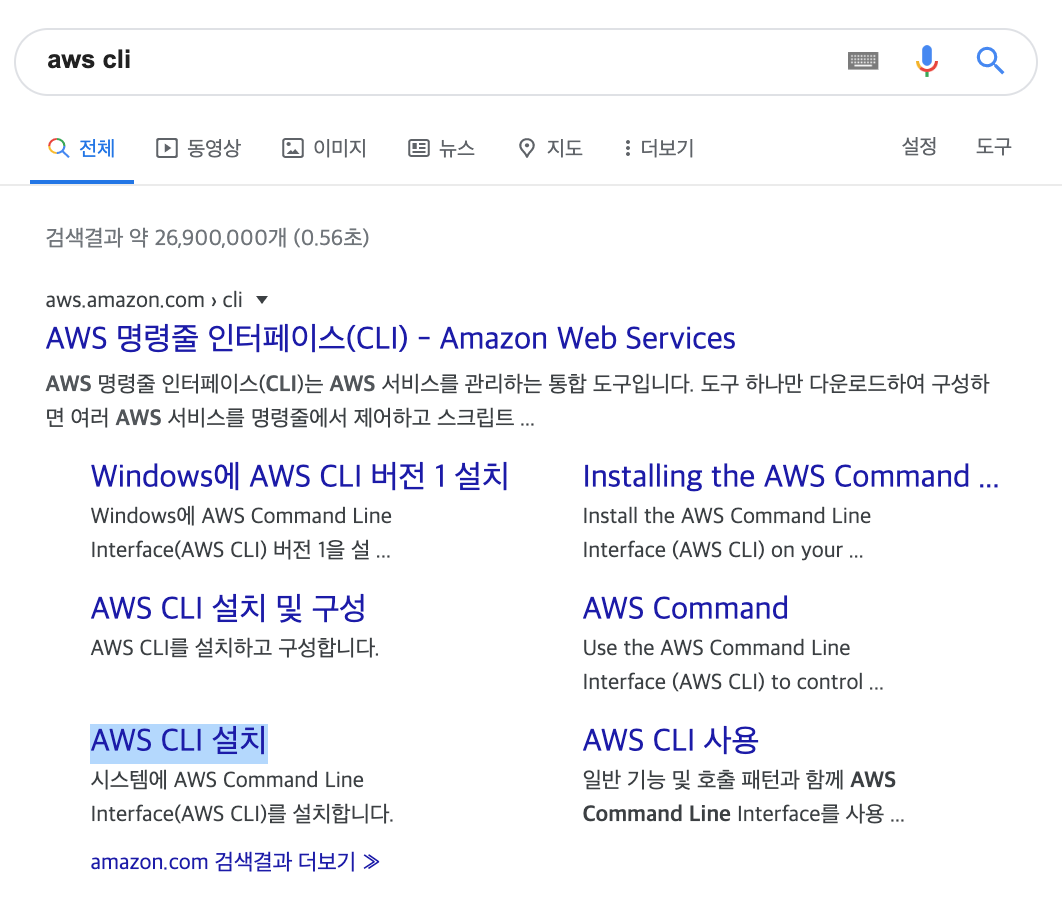 aws cli
전체 동영상 이미지 뉴스 지도 더보기 설정 도구
검색결과 약 26,900,000개 (0.56초)
aws.amazon.com › cli
AWS 명령줄 인터페이스(CLI) - Amazon Web Services
AWS 명령줄 인터페이스(CLI)는 AWS 서비스를 관리하는 통합 도구입니다. 도구 하나만 다운로드하여 구성하
면 여러 AWS 서비스를 명령줄에서 제어하고 스크립트 ...
Windows에 AWS CLI 버전 1 설치
Windows에 AWS Command Line
Interface(AWS CLI) 버전 1을 설 ...
Installing the AWS Command ...
Install the AWS Command Line
Interface (AWS CLI) on your ...
AWS CLI 설치 및 구성
AWS CLI를 설치하고 구성합니다.
AWS Command
Use the AWS Command Line
Interface (AWS CLI) to control ...
AWS CLI 설치
시스템에 AWS Command Line
Interface(AWS CLI)를 설치합니다.
AWS CLI 사용
일반 기능 및 호출 패턴과 함께 AWS
Command Line Interface를 사용 ...
amazon.com 검색결과 더보기 ≫